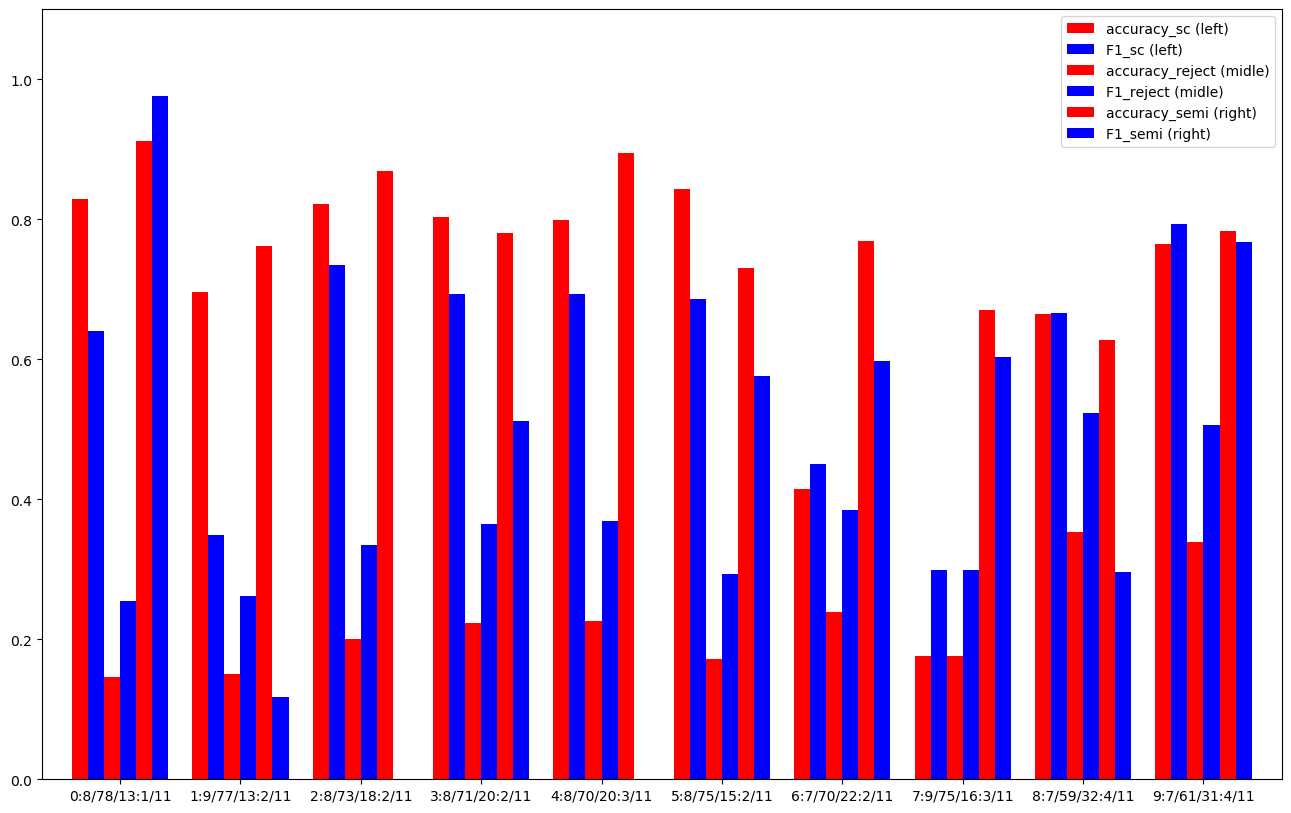 accuracy_sc (left)
F1_sc (left)
accuracy_reject (midle)
F1_reject (midle)
accuracy_semi (right)
F1_semi (right)
1.0
0.8
0.6
0.4
0.2
0.0
0:8/78/13:1/11 1:9/77/13:2/11 2:8/73/18:2/11 3:8/71/20:2/11 4:8/70/20:3/11 5:8/75/15:2/11 6:7/70/22:2/11 7:9/75/16:3/11 8:7/59/32:4/11 9:7/61/31:4/11